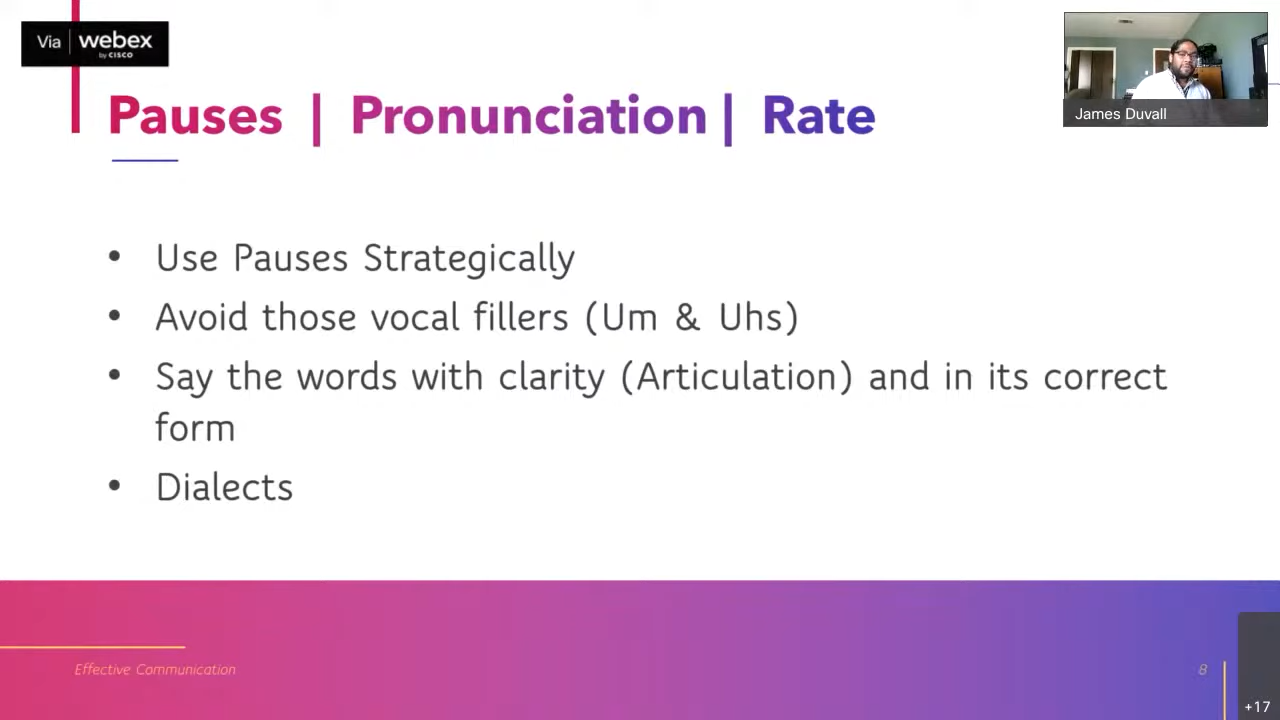 Via webex
by CISCO
Pauses | Pronunciation | Rate
James Duvall
• Use Pauses Strategically
• Avoid those vocal fillers (Um & Uhs)
• Say the words with clarity (Articulation) and in its correct
form
• Dialects
Effective Communication
8
+17